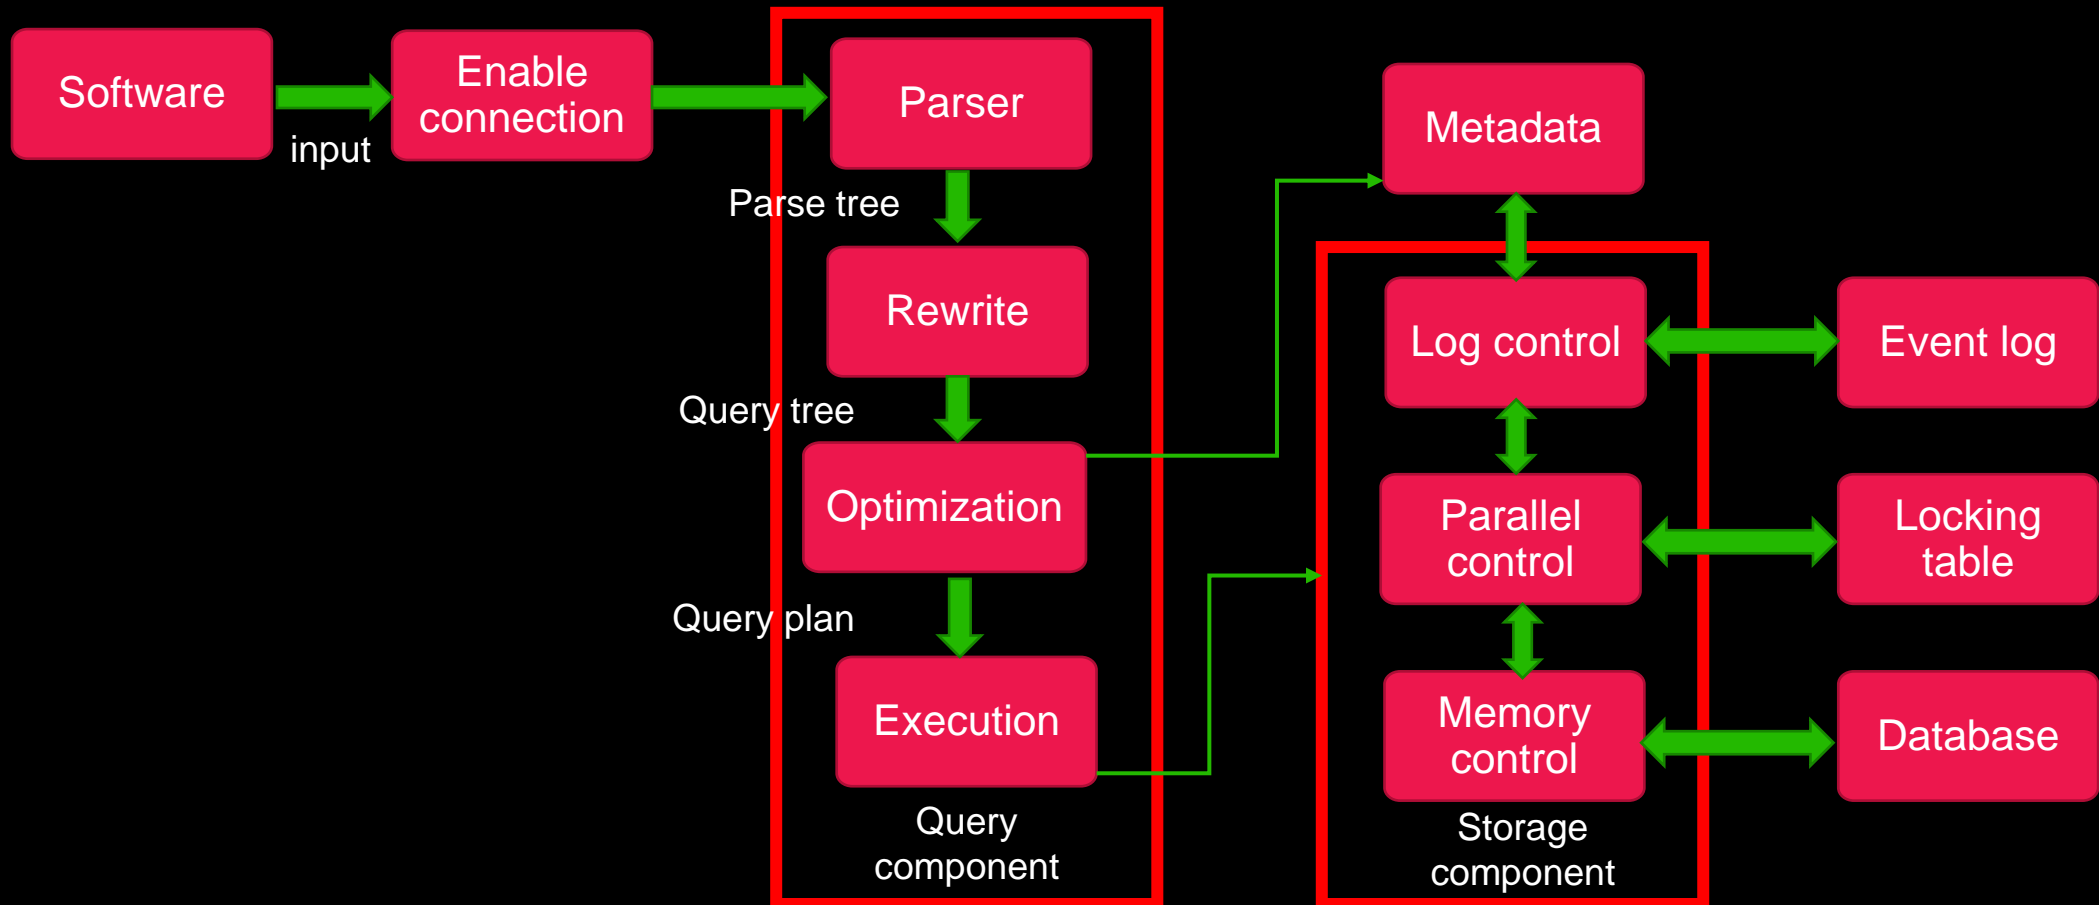 Software
input
Enable
connection
Parser
Parse tree
Rewrite
Query tree
Optimization
Query plan
Execution
Query
component
Metadata
Log control
Event log
Parallel
control
Locking
table
Memory
control
Database
Storage
component